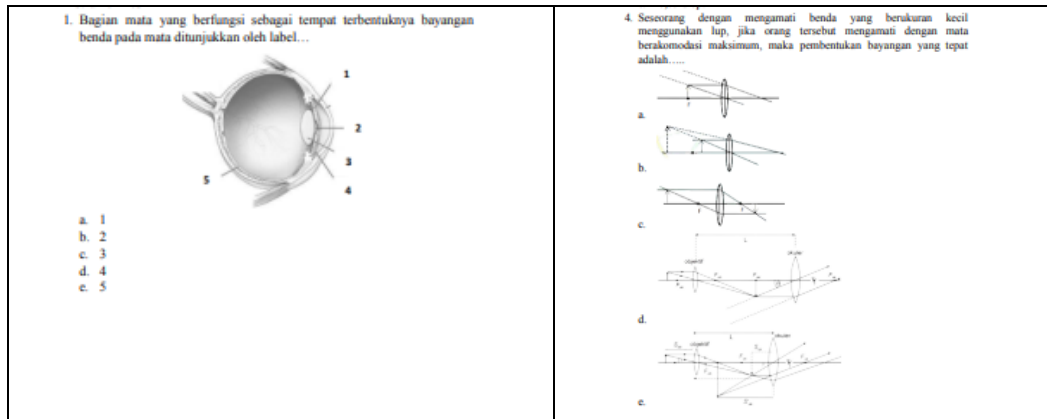 1. Bagian mata yang berfungsi sebagai tempat terbentuknya bayangan
benda pada mata ditunjukkan oleh label…
1
2
3
4
5
a. 1
b. 2
c. 3
d. 4
e. 5
4. Seseorang dengan mengamati benda yang berukuran kecil
menggunakan lup, jika orang tersebut mengamati dengan mata
berakomodasi maksimum, maka pembentukan bayangan yang tepat
adalah…..
a.
b.
c.
d.
e.